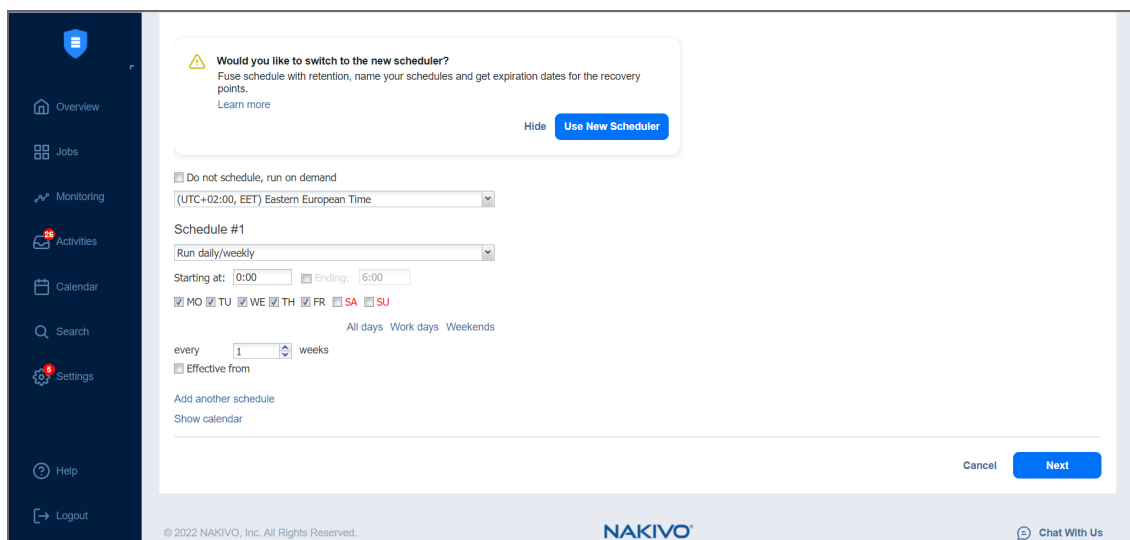 Would you like to switch to the new scheduler?
Fuse schedule with retention, name your schedules and get expiration dates for the recovery
points.
Learn more
Hide Use New Scheduler
Overview
Jobs
Monitoring
26
Activities
Calendar
Search
5
Settings
Help
Logout
Do not schedule, run on demand
(UTC+02:00, EET) Eastern European Time
Schedule #1
Run daily/weekly
Starting at: 0:00 Ending: 6:00
MO TU WE TH FR SA SU
All days Work days Weekends
every 1 weeks
Effective from
Add another schedule
Show calendar
Cancel Next
© 2022 NAKIVO, Inc. All Rights Reserved. NAKIVO® Chat With Us